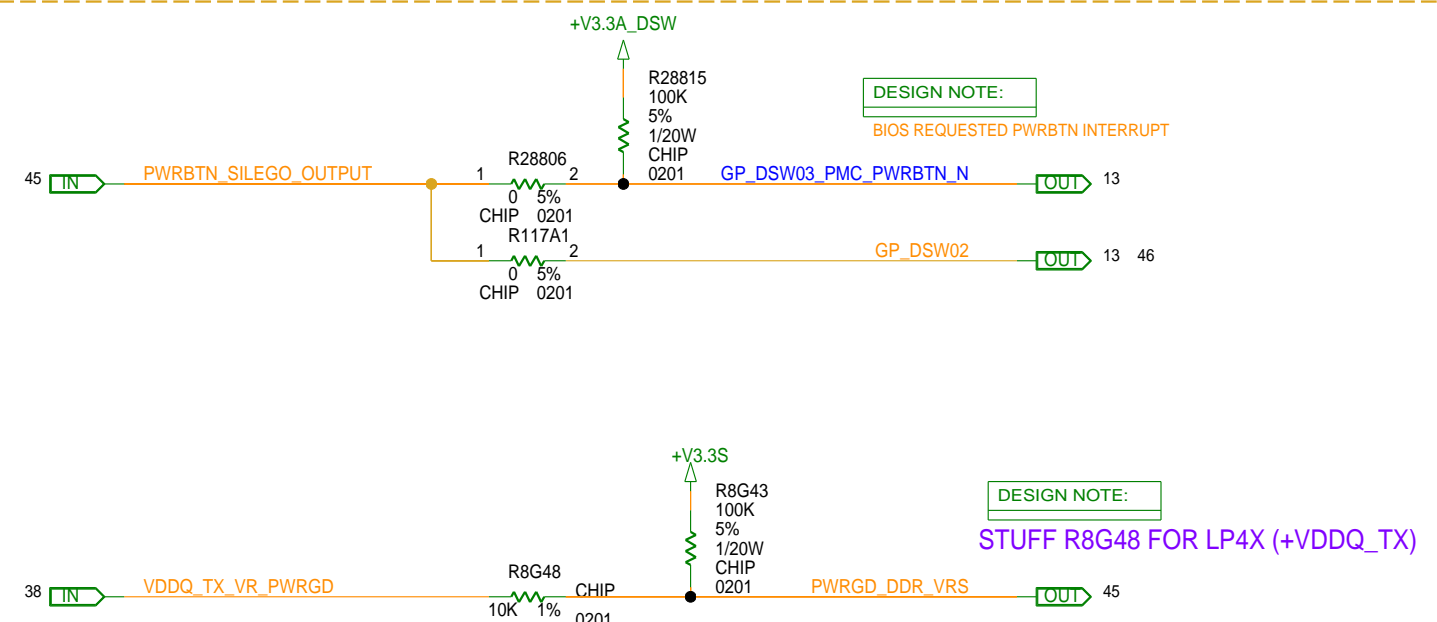 +V3.3A_DSW
R28815
100K
5%
1/20W
CHIP
0201
DESIGN NOTE:
BIOS REQUESTED PWRBTN INTERRUPT
45 IN PWRBTN_SILEGO_OUTPUT 1 R28806 2 GP_DSW03_PMC_PWRBTN_N OUT 13
0 5%
CHIP 0201
R117A1
1 2 GP_DSW02 OUT 13 46
0 5%
CHIP 0201
+V3.3S
R8G43
100K
5%
1/20W
CHIP
0201
DESIGN NOTE:
STUFF R8G48 FOR LP4X (+VDDQ_TX)
38 IN VDDQ_TX_VR_PWRGD R8G48 CHIP PWRGD_DDR_VRS OUT 45
10K 1%
0201